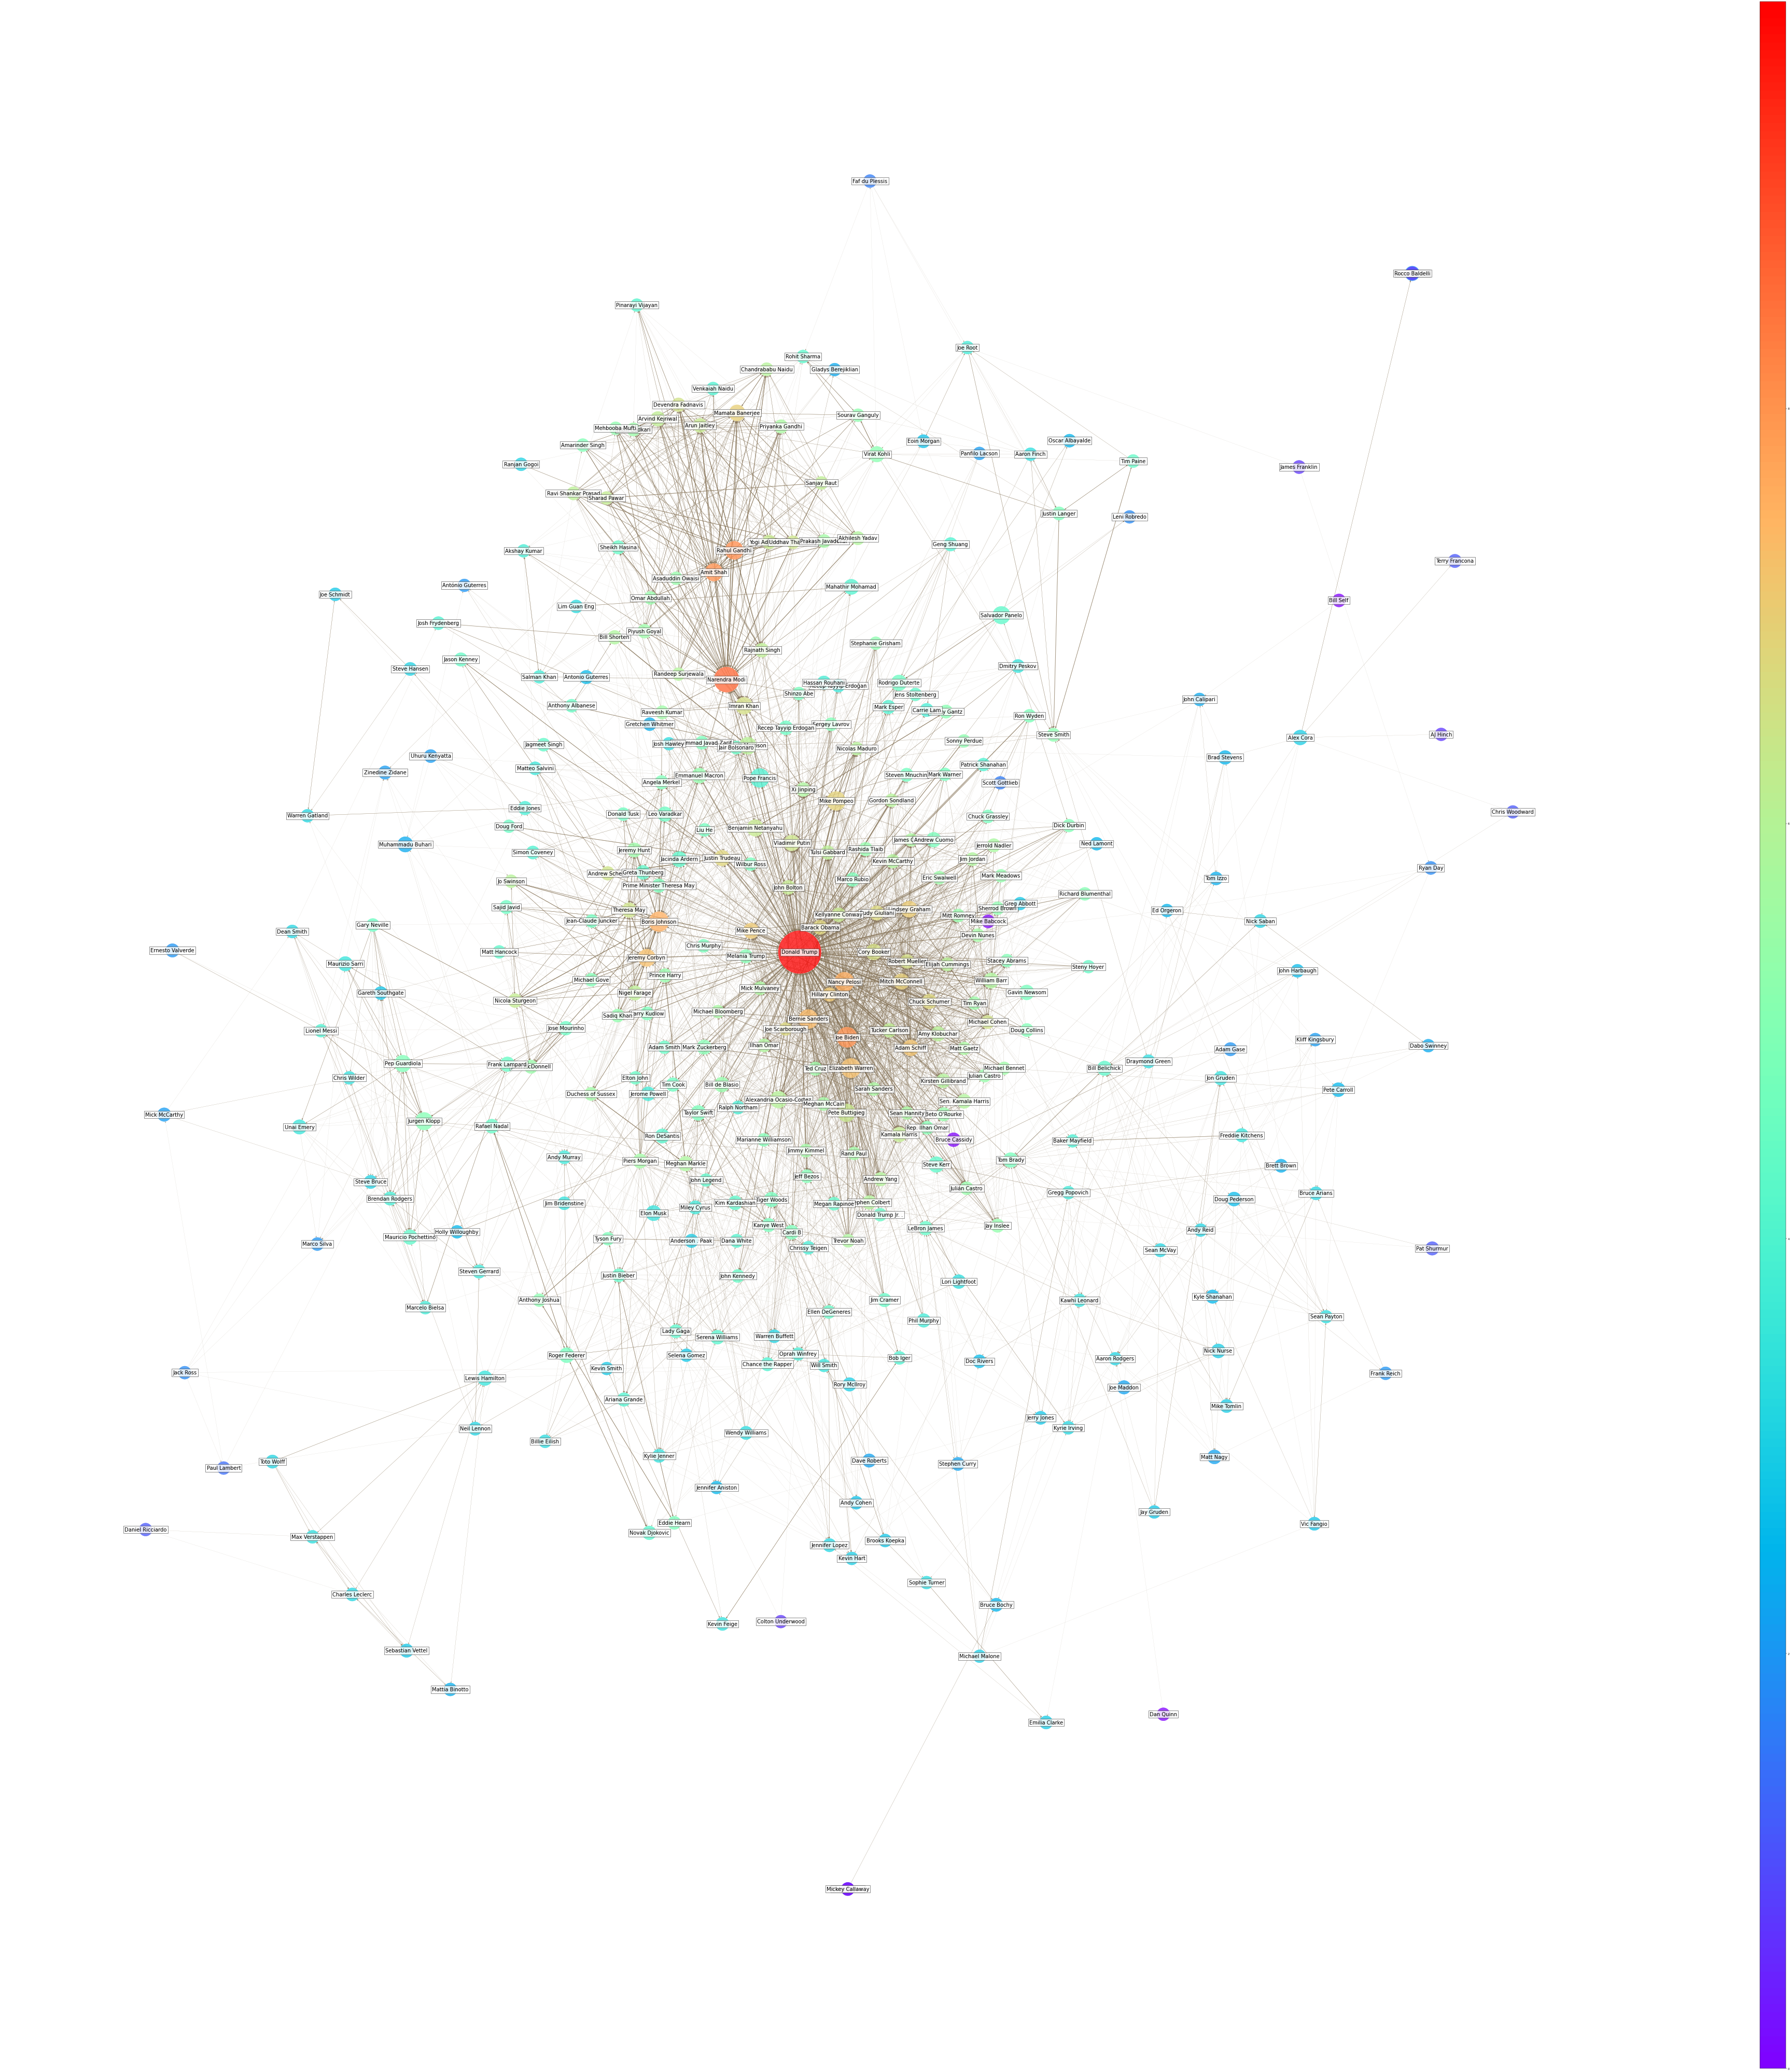 Faf du Plessis
Rocco Baldelli
Pinarayi Vijayan
Joe Root
Rohit Sharma
Chandrababu Naidu
Gladys Berejiklian
Venkaiah Naidu
Devendra Fadnavis
Mamata Banerjee
Sourav Ganguly
Arvind Kejriwal
Mehbooba Mufti
Arun Jaitley
Priyanka Gandhi
Eoin Morgan
Oscar Albayalde
Amarinder Singh
Virat Kohli
Panfilo Lacson
Aaron Finch
Tim Paine
Ranjan Gogoi
James Franklin
Sanjay Raut
Ravi Shankar Prasad
Sharad Pawar
Justin Langer
Leni Robredo
Akshay Kumar
Sheikh Hasina
Rahul Gandhi
Prakash Javadekar
Akhilesh Yadav
Geng Shuang
Terry Francona
Amit Shah
Asaduddin Owaisi
António Guterres
Mahathir Mohamad
Joe Schmidt
Lim Guan Eng
Omar Abdullah
Bill Self
Josh Frydenberg
Piyush Goyal
Bill Shorten
Salvador Panelo
Stephanie Grisham
Rajnath Singh
Jason Kenney
Steve Hansen
Salman Khan
Antonio Guterres
Randeep Surjewala
Narendra Modi
Dmitry Peskov
Hassan Rouhani
Rodrigo Duterte
Shinzo Abe
Jens Stoltenberg
John Calipari
Anthony Albanese
Imran Khan
Mark Esper
Carrie Lam
Raveesh Kumar
Gretchen Whitmer
Recep Tayyip Erdogan
Sergey Lavrov
Ron Wyden
Steve Smith
Alex Cora
AJ Hinch
Jagmeet Singh
Josh Hawley
Jair Bolsonaro
Nicolas Maduro
Sonny Perdue
Uhuru Kenyatta
Brad Stevens
Zinedine Zidane
Matteo Salvini
Angela Merkel
Emmanuel Macron
Pope Francis
Steven Mnuchin
Mark Warner
Patrick Shanahan
Scott Gottlieb
Xi Jinping
Mike Pompeo
Gordon Sondland
Eddie Jones
Warren Gatland
Donald Tusk
Leo Varadkar
Chuck Grassley
Chris Woodward
Doug Ford
Liu He
Benjamin Netanyahu
Dick Durbin
Muhammadu Buhari
Vladimir Putin
Andrew Cuomo
Ned Lamont
Simon Coveney
Jeremy Hunt
Jacinda Ardern
Justin Trudeau
Wilbur Ross
Tulsi Gabbard
Rashida Tlaib
Kevin McCarthy
Jim Jordan
Jerrold Nadler
Ryan Day
Greta Thunberg
Prime Minister Theresa May
Marco Rubio
Eric Swalwell
Mark Meadows
Tom Izzo
Jo Swinson
John Bolton
Richard Blumenthal
Sajid Javid
Theresa May
Kellyanne Conway
Lindsey Graham
Sherrod Brown
Greg Abbott
Ed Orgeron
Jean-Claude Juncker
Boris Johnson
Barack Obama
Mitt Romney
Mike Babcock
Nick Saban
Gary Neville
Dean Smith
Mike Pence
Devin Nunes
Ernesto Valverde
Matt Hancock
Chris Murphy
Melania Trump
Donald Trump
Cory Booker
Robert Mueller
Elijah Cummings
Stacey Abrams
Steny Hoyer
Maurizio Sarri
Jeremy Corbyn
John Harbaugh
Michael Gove
Prince Harry
Mick Mulvaney
Nancy Pelosi
Mitch McConnell
William Barr
Gareth Southgate
Nigel Farage
Hillary Clinton
Chuck Schumer
Tim Ryan
Gavin Newsom
Nicola Sturgeon
Sadiq Khan
Michael Bloomberg
Bernie Sanders
Michael Cohen
Lionel Messi
Jose Mourinho
Joe Scarborough
Tucker Carlson
Amy Klobuchar
Doug Collins
Joe Biden
Kliff Kingsbury
Dabo Swinney
Adam Smith
Mark Zuckerberg
Ilhan Omar
Adam Schiff
Matt Gaetz
Adam Gase
Pep Guardiola
Frank Lampard
Ted Cruz
Elizabeth Warren
Michael Bennet
Bill Belichick
Draymond Green
Chris Wilder
Elton John
Tim Cook
Bill de Blasio
Kirsten Gillibrand
Julian Castro
Jon Gruden
Duchess of Sussex
Jerome Powell
Sarah Sanders
Pete Carroll
Alexandria Ocasio-Cortez
Meghan McCain
Sen. Kamala Harris
Mick McCarthy
Taylor Swift
Ralph Northam
Pete Buttigieg
Sean Hannity
Beto O'Rourke
Jurgen Klopp
Unai Emery
Rafael Nadal
Ron DeSantis
Marianne Williamson
Kamala Harris
Rep. Ilhan Omar
Bruce Cassidy
Baker Mayfield
Freddie Kitchens
Andy Murray
Piers Morgan
Meghan Markle
Jimmy Kimmel
Rand Paul
Steve Kerr
Tom Brady
Brett Brown
Steve Bruce
John Legend
Jeff Bezos
Andrew Yang
Julian Castro
Gregg Popovich
Bruce Arians
Brendan Rodgers
Jim Bridenstine
Miley Cyrus
Kim Kardashian
Tiger Woods
Megan Rapinoe
Stephen Colbert
Doug Pederson
Elon Musk
Donald Trump Jr.
Holly Willoughby
Mauricio Pochettino
Kanye West
Cardi B
LeBron James
Jay Inslee
Andy Reid
Marco Silva
Tyson Fury
Anderson . Paak
Dana White
Chrissy Teigen
Trevor Noah
Sean McVay
Pat Shurmur
Steven Gerrard
Justin Bieber
John Kennedy
Lori Lightfoot
Marcelo Bielsa
Anthony Joshua
Jim Cramer
Kawhi Leonard
Kyle Shanahan
Ellen DeGeneres
Phil Murphy
Sean Payton
Lady Gaga
Serena Williams
Warren Buffett
Roger Federer
Selena Gomez
Oprah Winfrey
Bob Iger
Nick Nurse
Kevin Smith
Chance the Rapper
Will Smith
Doc Rivers
Aaron Rodgers
Jack Ross
Lewis Hamilton
Rory McIlroy
Joe Maddon
Frank Reich
Ariana Grande
Mike Tomlin
Neil Lennon
Jerry Jones
Kyrie Irving
Billie Eilish
Wendy Williams
Toto Wolff
Kylie Jenner
Dave Roberts
Stephen Curry
Matt Nagy
Paul Lambert
Jennifer Aniston
Andy Cohen
Jay Gruden
Daniel Ricciardo
Max Verstappen
Novak Djokovic
Eddie Hearn
Vic Fangio
Jennifer Lopez
Brooks Koepka
Kevin Hart
Charles Leclerc
Sophie Turner
Bruce Bochy
Kevin Feige
Colton Underwood
Sebastian Vettel
Michael Malone
Mattia Binotto
Emilia Clarke
Dan Quinn
Mickey Callaway